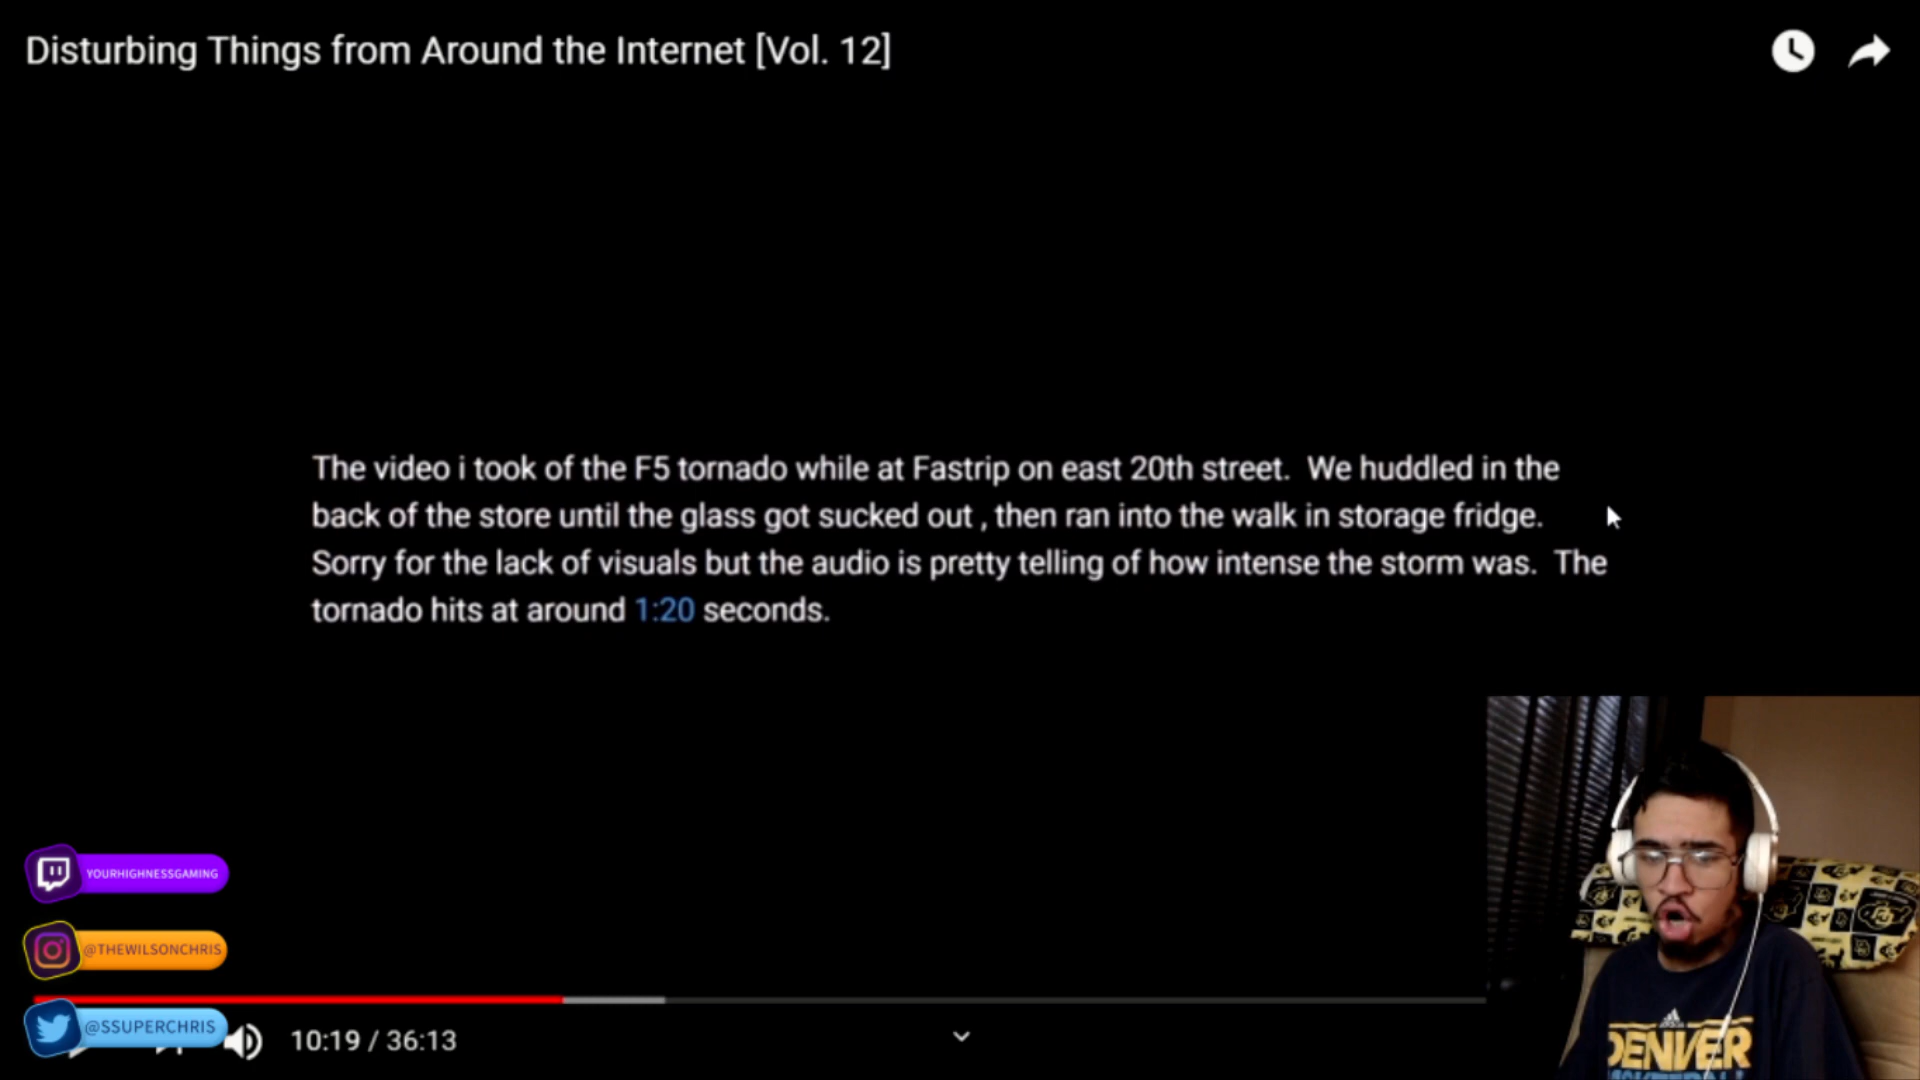 Disturbing Things from Around the Internet [Vol. 12]
The video i took of the F5 tornado while at Fastrip on east 20th street.  We huddled in the
back of the store until the glass got sucked out , then ran into the walk in storage fridge.
Sorry for the lack of visuals but the audio is pretty telling of how intense the storm was.  The
tornado hits at around 1:20 seconds.
YOURHIGHNESSGAMING
@THEWILSONCHRIS
@SSUPERCHRIS
10:19 / 36:13
DENVER